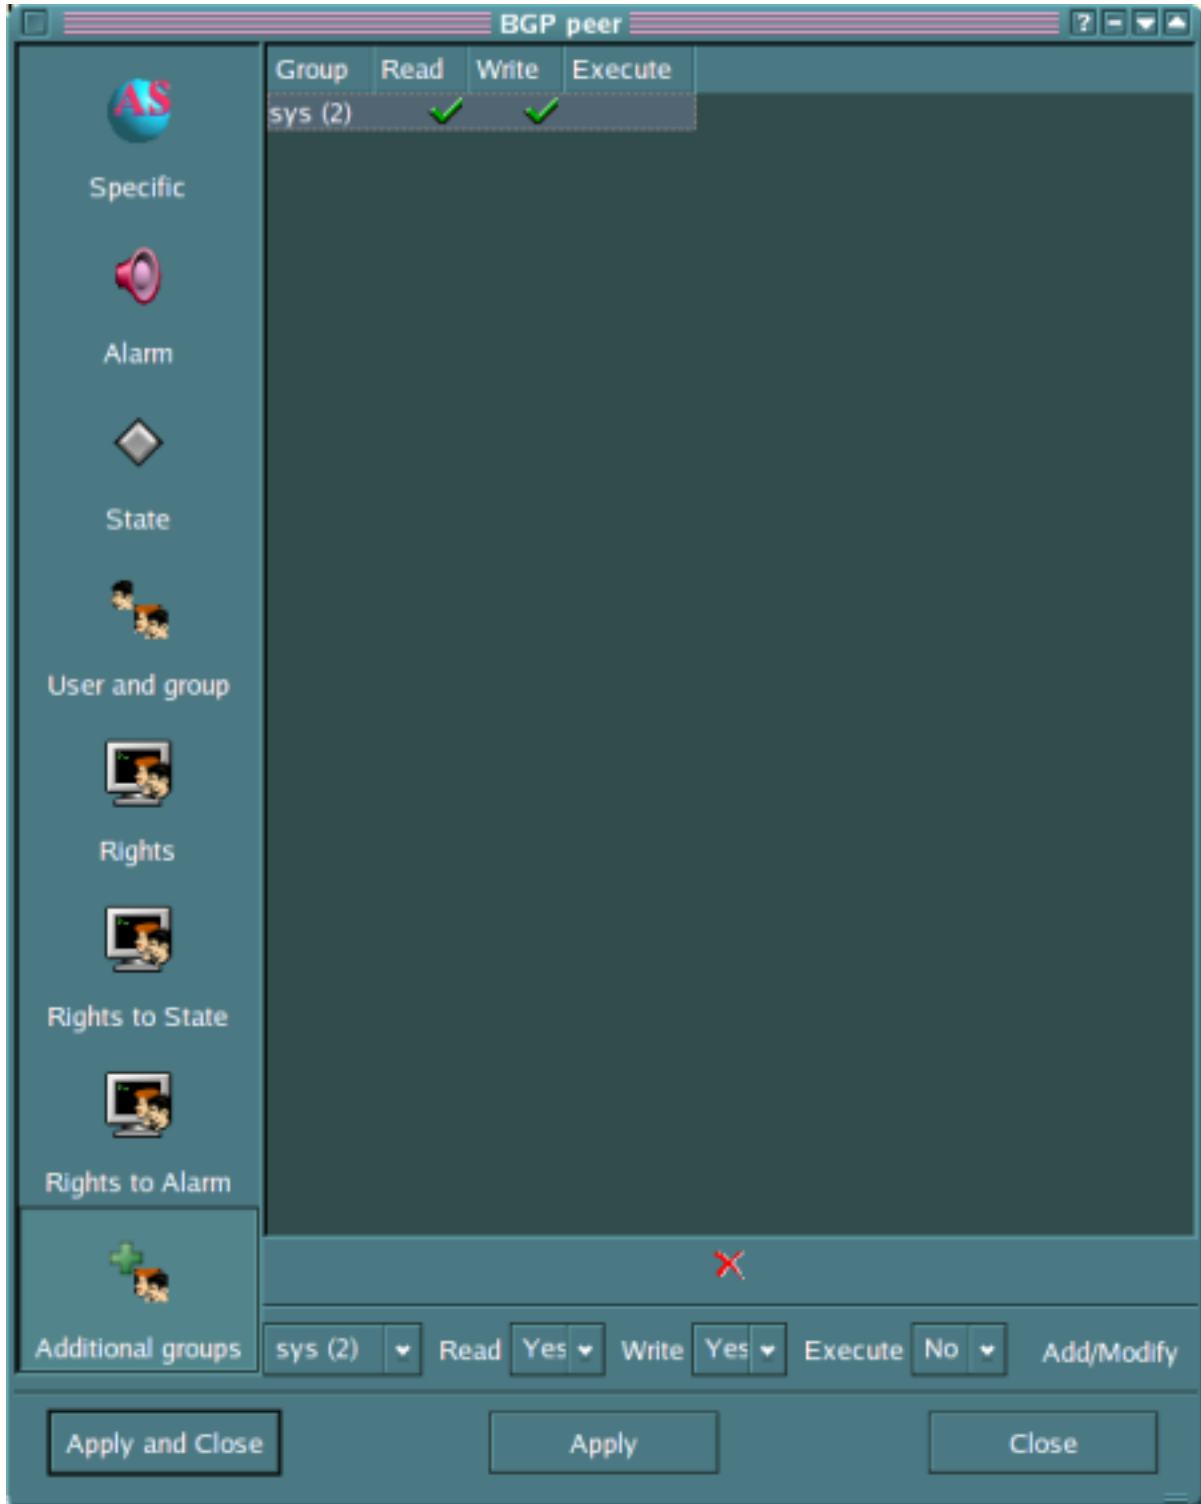 BGP peer
?
Group Read Write Execute
sys (2)
AS
Specific
Alarm
State
User and group
Rights
Rights to State
Rights to Alarm
Additional groups
sys (2) Read Yes Write Yes Execute No Add/Modify
Apply and Close Apply Close